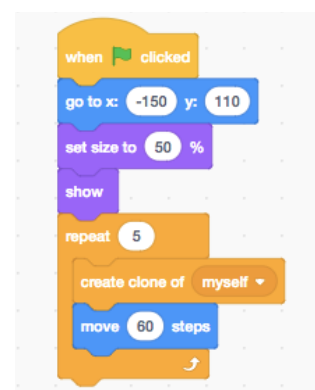 when clicked
go to x: -150 y: 110
set size to 50 %
show
repeat 5
create clone of myself
move 60 steps